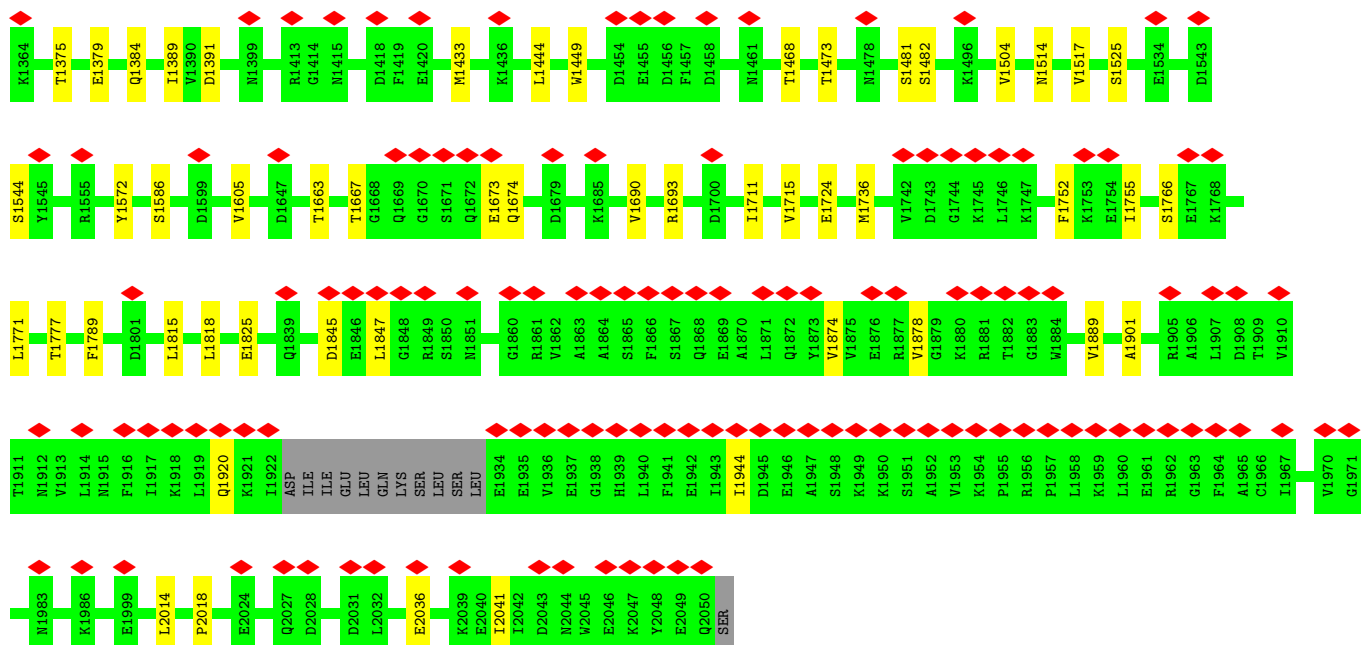 K1364 T1375 E1379 Q1384 I1389 V1390 D1391 N1399 R1413 G1414 N1415 D1418 F1419 E1420 M1433 K1436 L1444 W1449 D1454 E1455 D1456 F1457 D1458 N1461 T1468 T1473 N1478 S1481 S1482 K1496 V1504 N1514 V1517 S1525 E1534 D1543
S1544 Y1545 R1555 Y1572 S1586 D1599 V1605 D1647 T1663 T1667 G1668 Q1669 G1670 S1671 Q1672 E1673 Q1674 D1679 K1685 V1690 R1693 D1700 I1711 V1715 E1724 M1736 V1742 D1743 G1744 K1745 L1746 K1747 F1752 K1753 E1754 I1755 S1766 E1767 K1768
L1771 T1777 F1789 D1801 L1815 L1818 E1825 Q1839 D1845 E1846 L1847 G1848 R1849 S1850 N1851 G1860 R1861 V1862 A1863 A1864 S1865 F1866 S1867 Q1868 E1869 A1870 L1871 Q1872 Y1873 V1874 V1875 E1876 R1877 V1878 G1879 K1880 R1881 T1882 G1883 W1884 V1889 A1901 R1905 A1906 L1907 D1908 T1909 V1910
T1911 N1912 V1913 L1914 N1915 F1916 I1917 K1918 L1919 Q1920 K1921 I1922 ASP ILE ILE GLU LEU GLN LYS SER LEU SER LEU E1934 E1935 V1936 E1937 G1938 H1939 L1940 F1941 E1942 I1943 I1944 D1945 E1946 A1947 S1948 K1949 K1950 S1951 A1952 V1953 K1954 P1955 R1956 P1957 L1958 K1959 L1960 E1961 R1962 G1963 F1964 A1965 C1966 I1967 V1970 G1971
N1983 K1986 E1999 L2014 P2018 E2024 Q2027 D2028 D2031 L2032 E2036 K2039 E2040 I2041 I2042 D2043 N2044 W2045 E2046 K2047 Y2048 E2049 Q2050 SER